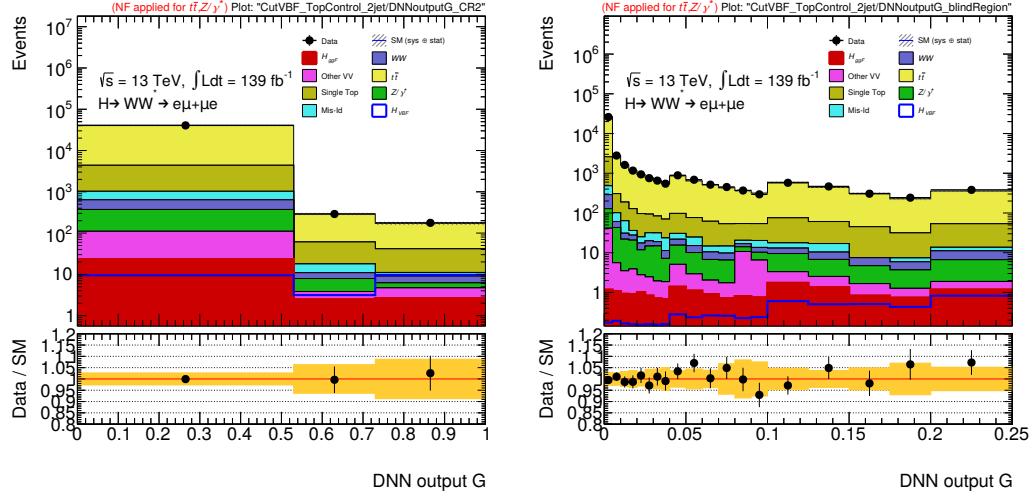 (NF applied for tt̄,Z/γ*) Plot: "CutVBF_TopControl_2jet/DNNoutputG_CR2"
Events
10⁷
10⁶
10⁵
10⁴
10³
10²
10
1
√s = 13 TeV, ∫Ldt = 139 fb⁻¹
H→ WW* → eμ+μe
Data
SM (sys ⊕ stat)
H_ggF
WW
Other VV
tt̄
Single Top
Z/γ*
Mis-Id
H_VBF
Data / SM
1.2
1.15
1.1
1.05
1
0.95
0.9
0.85
0.8
0 0.1 0.2 0.3 0.4 0.5 0.6 0.7 0.8 0.9 1
DNN output G
(NF applied for tt̄,Z/γ*) Plot: "CutVBF_TopControl_2jet/DNNoutputG_blindRegion"
Events
10⁶
10⁵
10⁴
10³
10²
10
1
√s = 13 TeV, ∫Ldt = 139 fb⁻¹
H→ WW* → eμ+μe
Data
SM (sys ⊕ stat)
H_ggF
WW
Other VV
tt̄
Single Top
Z/γ*
Mis-Id
H_VBF
Data / SM
1.2
1.15
1.1
1.05
1
0.95
0.9
0.85
0.8
0 0.05 0.1 0.15 0.2 0.25
DNN output G